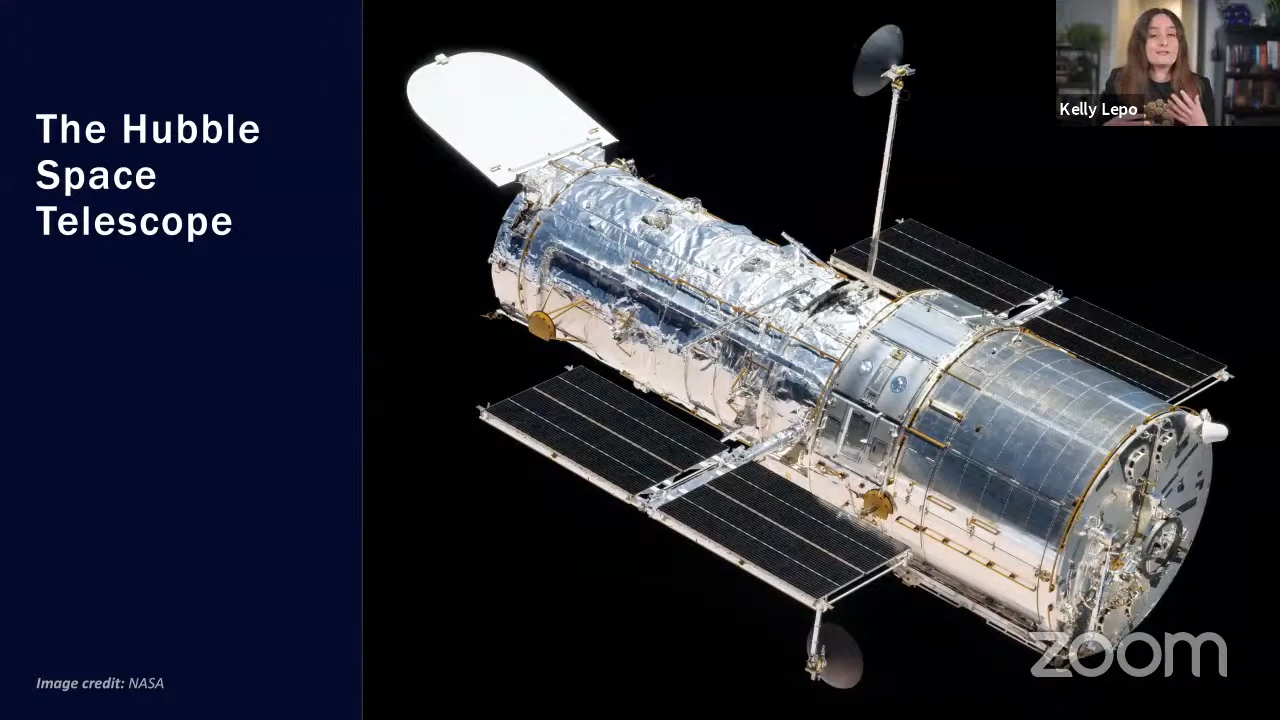 The Hubble
Space
Telescope
Kelly Lepo
Image credit: NASA
zoom